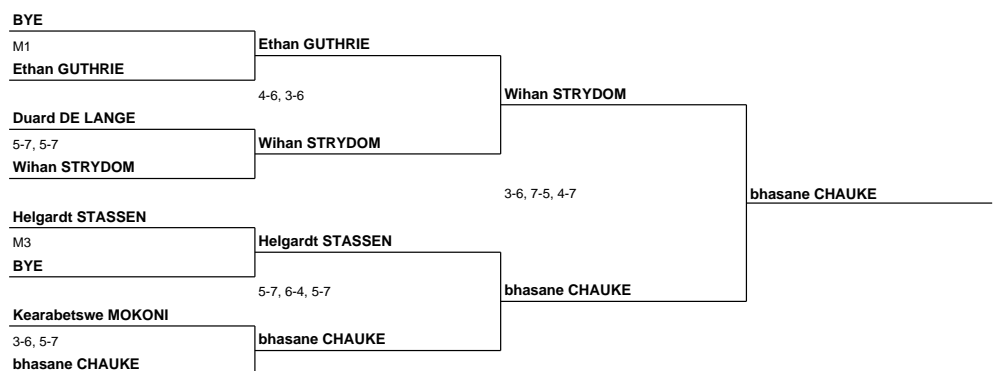 BYE
M1
Ethan GUTHRIE
Ethan GUTHRIE
4-6, 3-6
Wihan STRYDOM
Duard DE LANGE
5-7, 5-7
Wihan STRYDOM
Wihan STRYDOM
3-6, 7-5, 4-7
bhasane CHAUKE
Helgardt STASSEN
M3
BYE
Helgardt STASSEN
5-7, 6-4, 5-7
bhasane CHAUKE
Kearabetswe MOKONI
3-6, 5-7
bhasane CHAUKE
bhasane CHAUKE